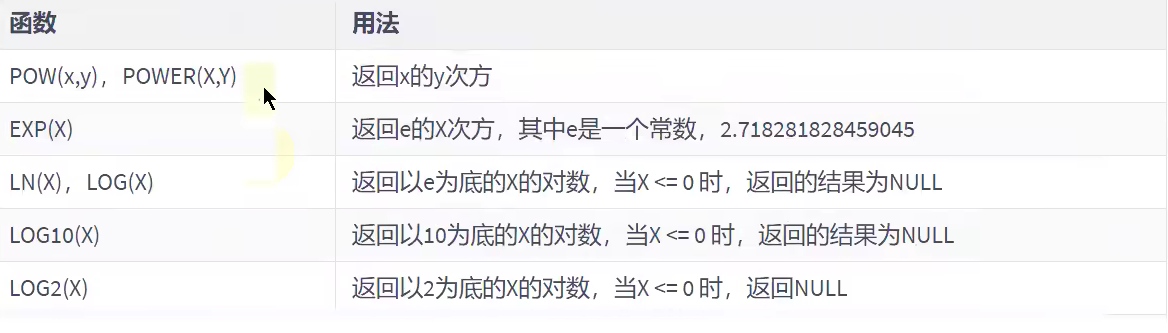 函数 用法
POW(x,y)，POWER(X,Y) 返回x的y次方
EXP(X) 返回e的X次方，其中e是一个常数，2.718281828459045
LN(X)，LOG(X) 返回以e为底的X的对数，当X <= 0 时，返回的结果为NULL
LOG10(X) 返回以10为底的X的对数，当X <= 0 时，返回的结果为NULL
LOG2(X) 返回以2为底的X的对数，当X <= 0 时，返回NULL